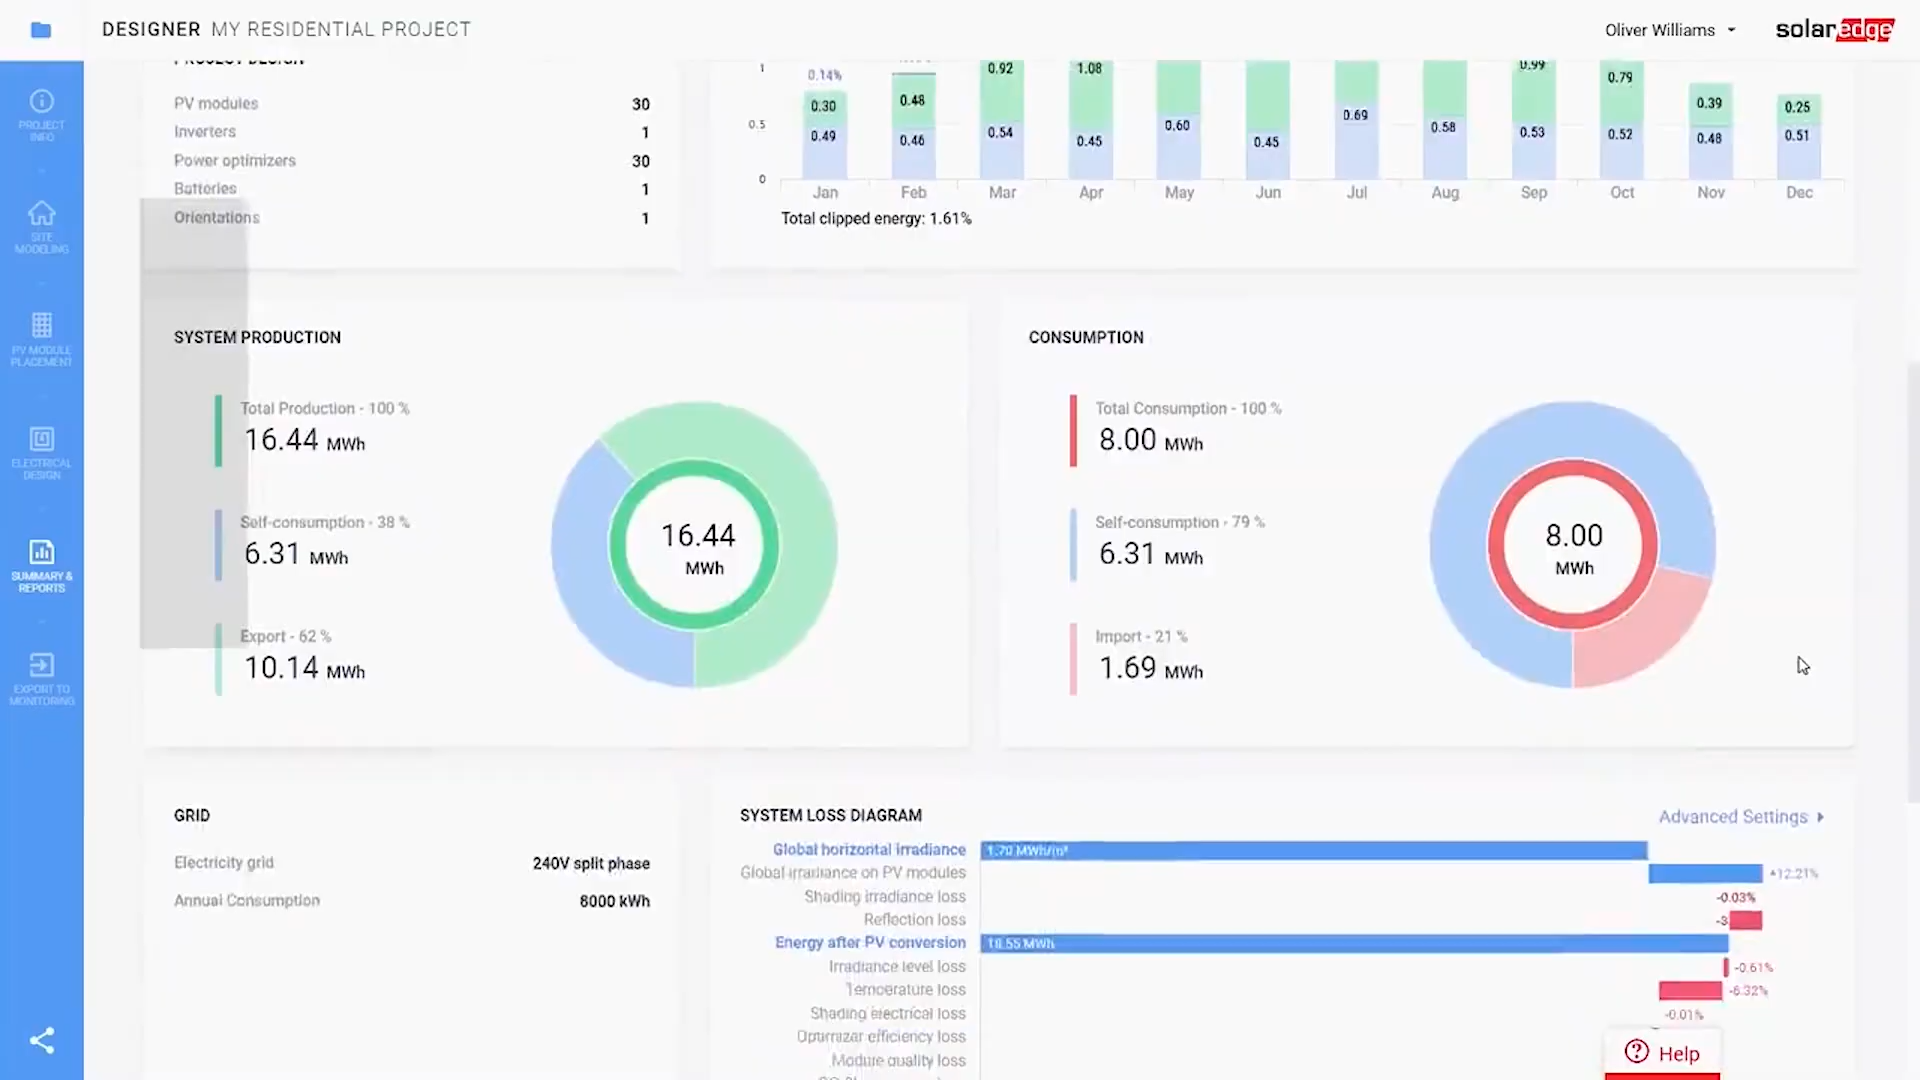 DESIGNER MY RESIDENTIAL PROJECT
Oliver Williams
solaredge
PROJECT INFO
SITE MODELING
PV MODULE PLACEMENT
ELECTRICAL DESIGN
SUMMARY & REPORTS
EXPORT TO MONITORING
PROJECT DESIGN
PV modules 30
Inverters 1
Power optimizers 30
Batteries 1
Orientations 1
1
0.5
0
0.14%
0.30 0.48 0.92 1.08 0.99 0.79 0.39 0.25
0.49 0.46 0.54 0.45 0.60 0.45 0.69 0.58 0.53 0.52 0.48 0.51
Jan Feb Mar Apr May Jun Jul Aug Sep Oct Nov Dec
Total clipped energy: 1.61%
SYSTEM PRODUCTION
Total Production - 100 %
16.44 MWh
Self-consumption - 38 %
6.31 MWh
Export - 62 %
10.14 MWh
16.44
MWh
CONSUMPTION
Total Consumption - 100 %
8.00 MWh
Self-consumption - 79 %
6.31 MWh
Import - 21 %
1.69 MWh
8.00
MWh
GRID
Electricity grid 240V split phase
Annual Consumption 8000 kWh
SYSTEM LOSS DIAGRAM
Advanced Settings
Global horizontal irradiance 1.70 MWh/m²
Global irradiance on PV modules +12.21%
Shading irradiance loss -0.03%
Reflection loss -3
Energy after PV conversion 18.55 MWh
Irradiance level loss -0.61%
Temperature loss -6.32%
Shading electrical loss -0.01%
Optimizer efficiency loss
Module quality loss
Help